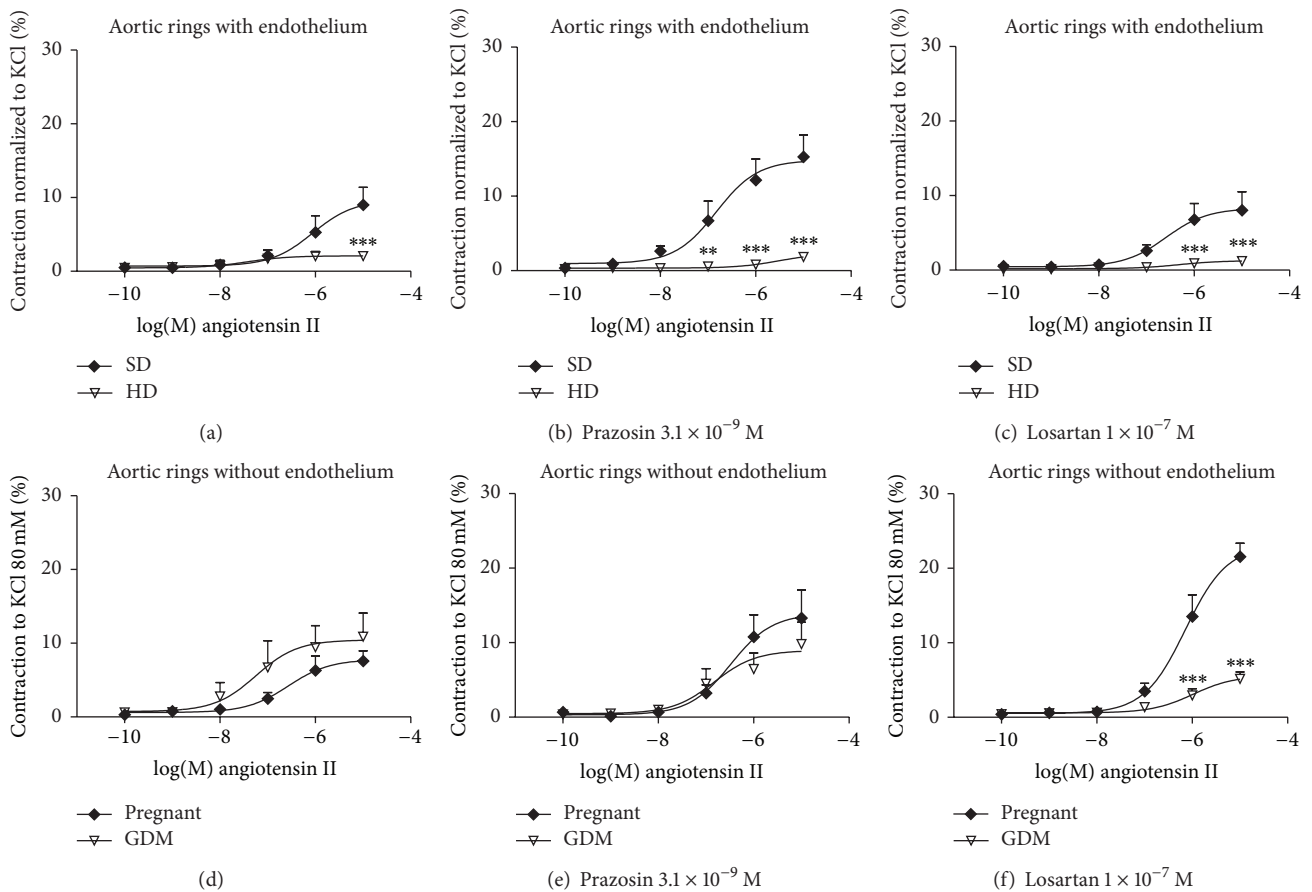 Aortic rings with endothelium
Contraction normalized to KCl (%)
30
20
10
0
***
−10
−8
−6
−4
log(M) angiotensin II
SD
HD
(a)
Aortic rings with endothelium
Contraction normalized to KCl (%)
30
20
10
0
**
***
***
−10
−8
−6
−4
log(M) angiotensin II
SD
HD
(b) Prazosin 3.1 × 10⁻⁹ M
Aortic rings with endothelium
Contraction normalized to KCl (%)
30
20
10
0
***
***
−10
−8
−6
−4
log(M) angiotensin II
SD
HD
(c) Losartan 1 × 10⁻⁷ M
Aortic rings without endothelium
Contraction to KCl 80 mM (%)
30
20
10
0
−10
−8
−6
−4
log(M) angiotensin II
Pregnant
GDM
(d)
Aortic rings without endothelium
Contraction to KCl 80 mM (%)
30
20
10
0
−10
−8
−6
−4
log(M) angiotensin II
Pregnant
GDM
(e) Prazosin 3.1 × 10⁻⁹ M
Aortic rings without endothelium
Contraction to KCl 80 mM (%)
30
20
10
0
***
***
−10
−8
−6
−4
log(M) angiotensin II
Pregnant
GDM
(f) Losartan 1 × 10⁻⁷ M